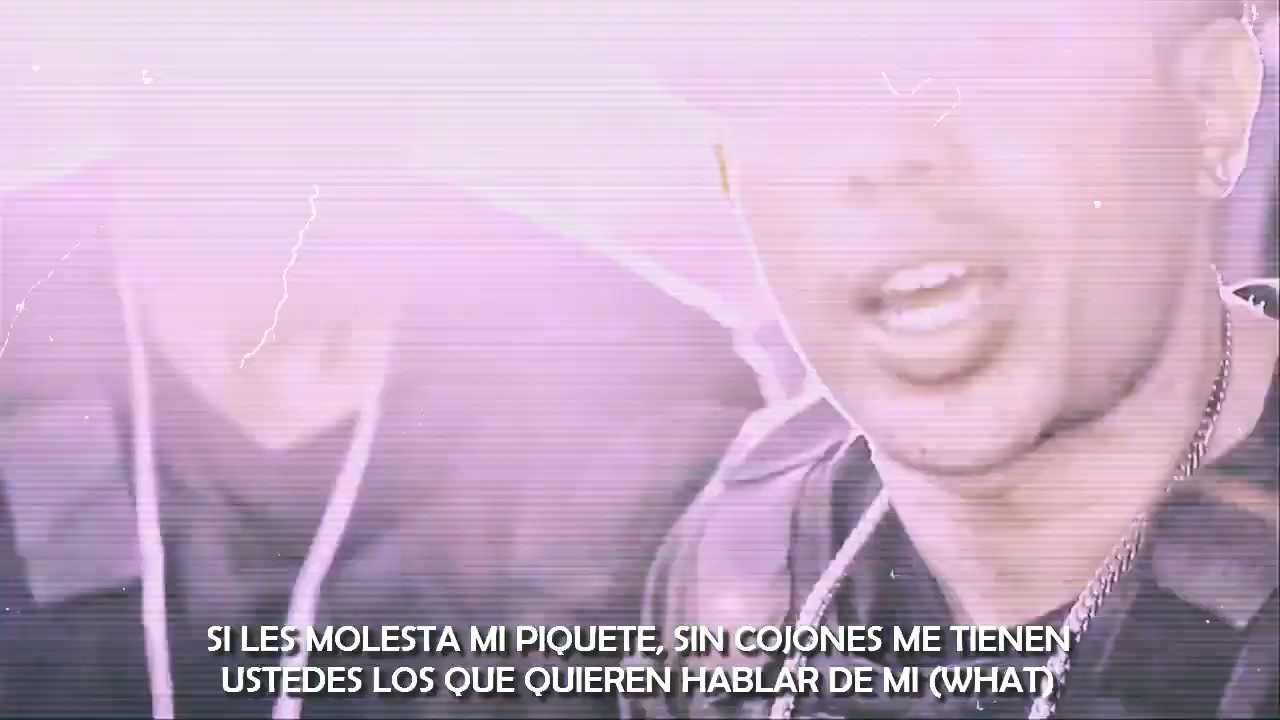 SI LES MOLESTA MI PIQUETE, SIN COJONES ME TIENEN
USTEDES LOS QUE QUIEREN HABLAR DE MI (WHAT)